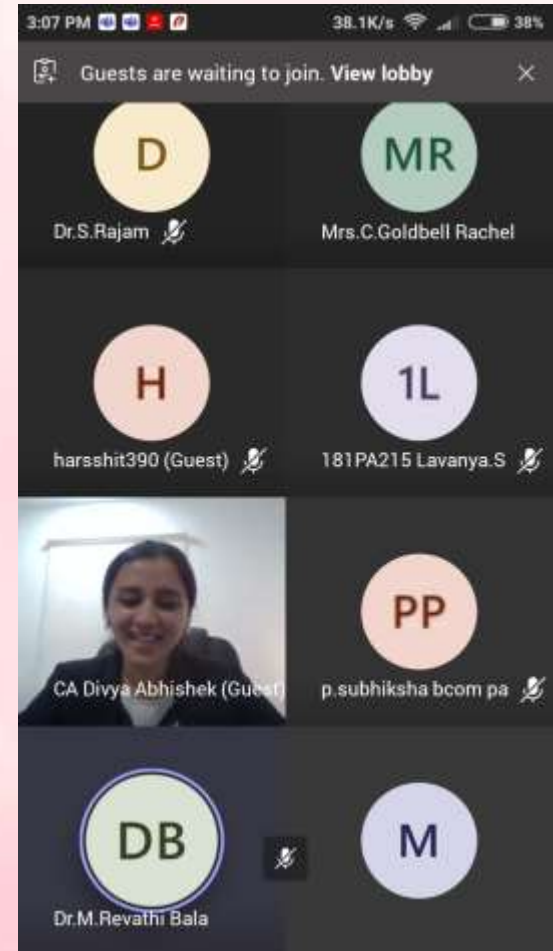 3:07 PM 38.1K/s 38%
Guests are waiting to join. View lobby
D MR
Dr.S.Rajam Mrs.C.Goldbell Rachel
H 1L
harsshit390 (Guest) 181PA215 Lavanya.S
PP
CA Divya Abhishek (Guest) p.subhiksha bcom pa
DB M
Dr.M.Revathi Bala